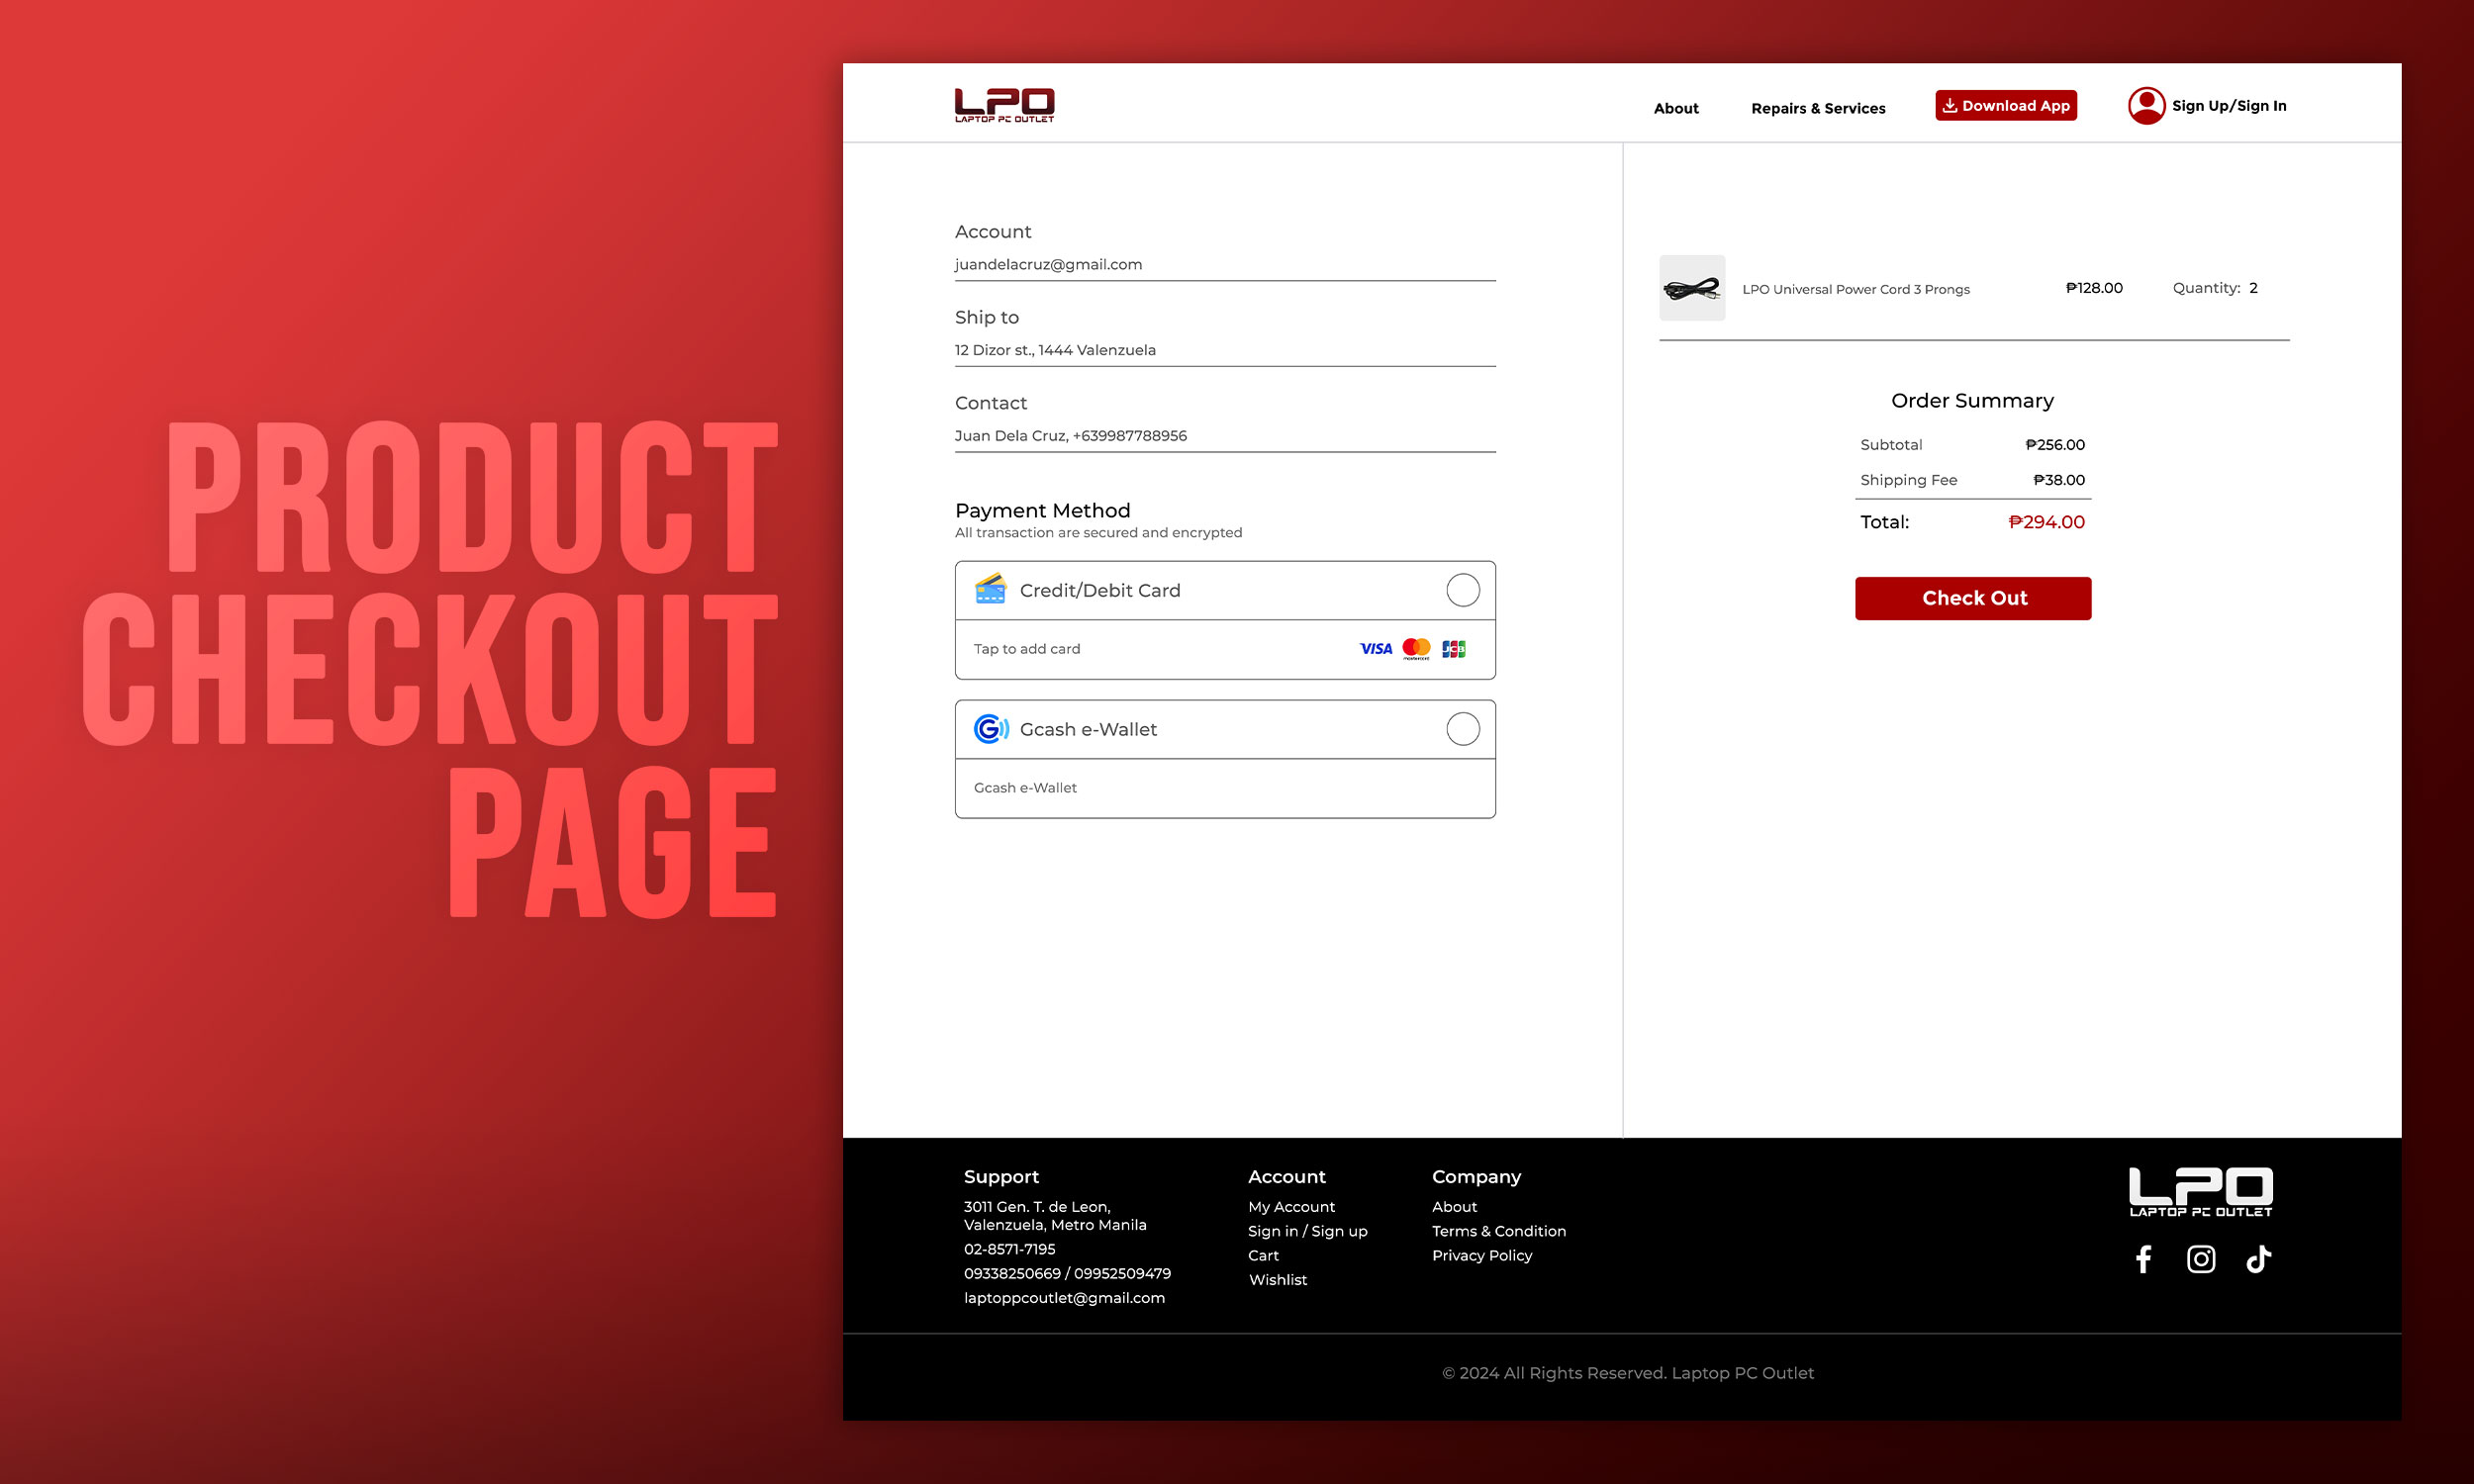 PRODUCT
CHECKOUT
PAGE
LPO
LAPTOP PC OUTLET
About
Repairs & Services
Download App
Sign Up/Sign In
Account
juandelacruz@gmail.com
Ship to
12 Dizor st., 1444 Valenzuela
Contact
Juan Dela Cruz, +639987788956
Payment Method
All transaction are secured and encrypted
Credit/Debit Card
Tap to add card
VISA
mastercard
JCB
Gcash e-Wallet
Gcash e-Wallet
LPO Universal Power Cord 3 Prongs
₱128.00
Quantity: 2
Order Summary
Subtotal ₱256.00
Shipping Fee ₱38.00
Total: ₱294.00
Check Out
Support
3011 Gen. T. de Leon,
Valenzuela, Metro Manila
02-8571-7195
09338250669 / 09952509479
laptoppcoutlet@gmail.com
Account
My Account
Sign in / Sign up
Cart
Wishlist
Company
About
Terms & Condition
Privacy Policy
LPO
LAPTOP PC OUTLET
© 2024 All Rights Reserved. Laptop PC Outlet